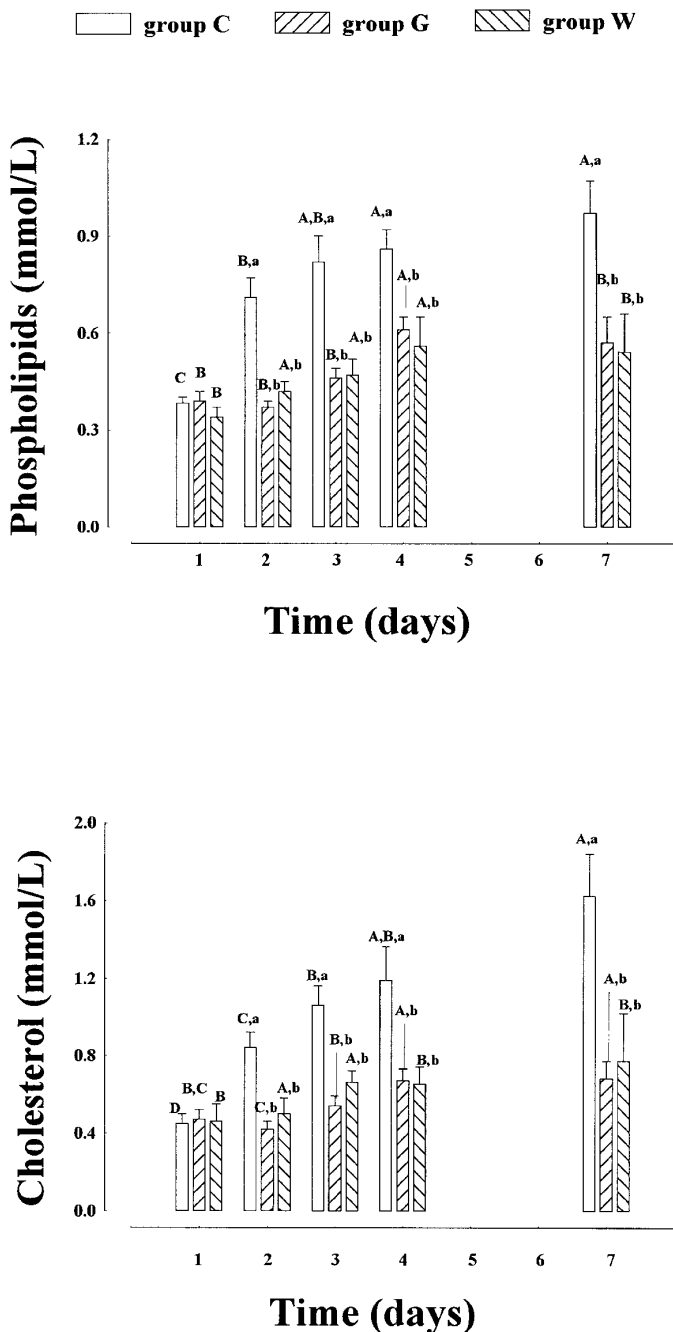 group C group G group W
Phospholipids (mmol/L)
1.2
0.9
0.6
0.3
0.0
C
B
B
B,a
B,b
A,b
A,B,a
B,b
A,b
A,a
A,b
A,b
A,a
B,b
B,b
1 2 3 4 5 6 7
Time (days)
Cholesterol (mmol/L)
2.0
1.6
1.2
0.8
0.4
0.0
D
B,C
B
C,a
C,b
A,b
B,a
B,b
A,b
A,B,a
A,b
B,b
A,a
A,b
B,b
1 2 3 4 5 6 7
Time (days)